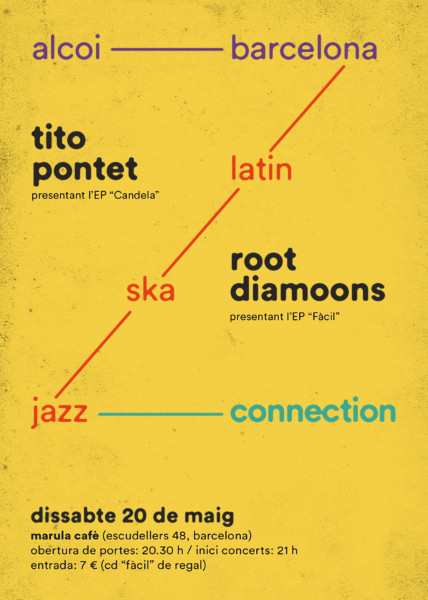 alcoi barcelona
tito
pontet
presentant l'EP "Candela"
latin
root
diamoons
presentant l'EP "Fàcil"
ska
jazz connection
dissabte 20 de maig
marula cafè (escudellers 48, barcelona)
obertura de portes: 20.30 h / inici concerts: 21 h
entrada: 7 € (cd "fàcil" de regal)